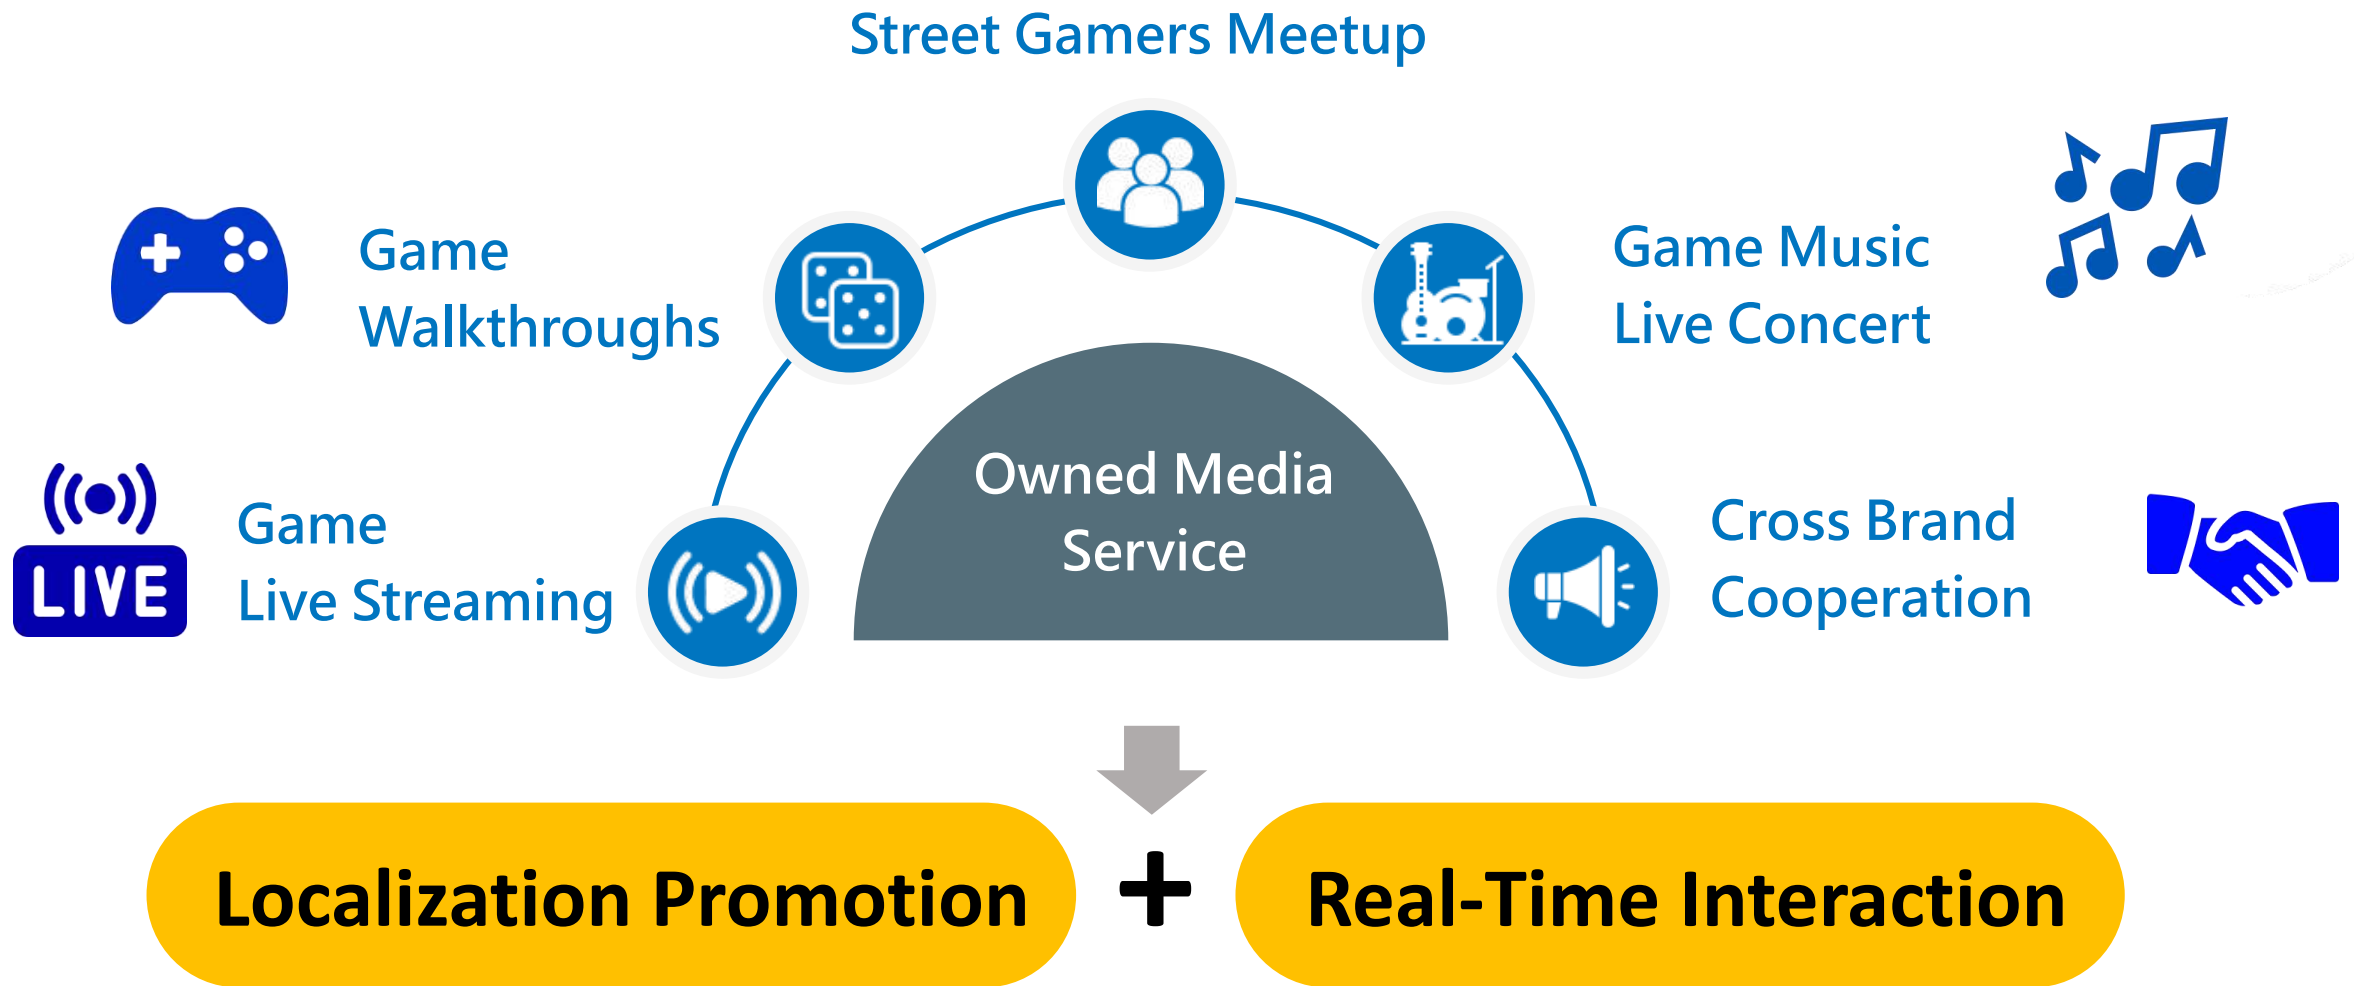 Street Gamers Meetup
Game
Walkthroughs
Game Music
Live Concert
Game
Live Streaming
LIVE
Owned Media
Service
Cross Brand
Cooperation
Localization Promotion + Real-Time Interaction